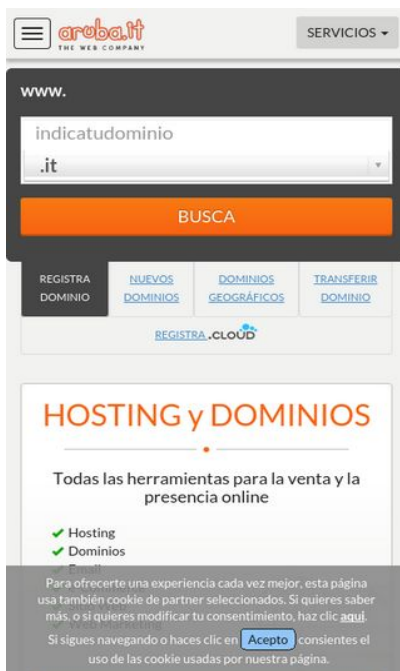 aruba.it
THE WEB COMPANY
SERVICIOS
www.
indicatudominio
.it
BUSCA
REGISTRA
DOMINIO
NUEVOS
DOMINIOS
DOMINIOS
GEOGRÁFICOS
TRANSFERIR
DOMINIO
REGISTRA .CLOUD
HOSTING y DOMINIOS
Todas las herramientas para la venta y la
presencia online
Hosting
Dominios
Email
Para ofrecerte una experiencia cada vez mejor, esta página
usa también cookie de partner seleccionados. Si quieres saber
más, o si quieres modificar tu consentimiento, haz clic aquí.
Web Marketing
Si sigues navegando o haces clic en Acepto consientes el
uso de las cookie usadas por nuestra página.